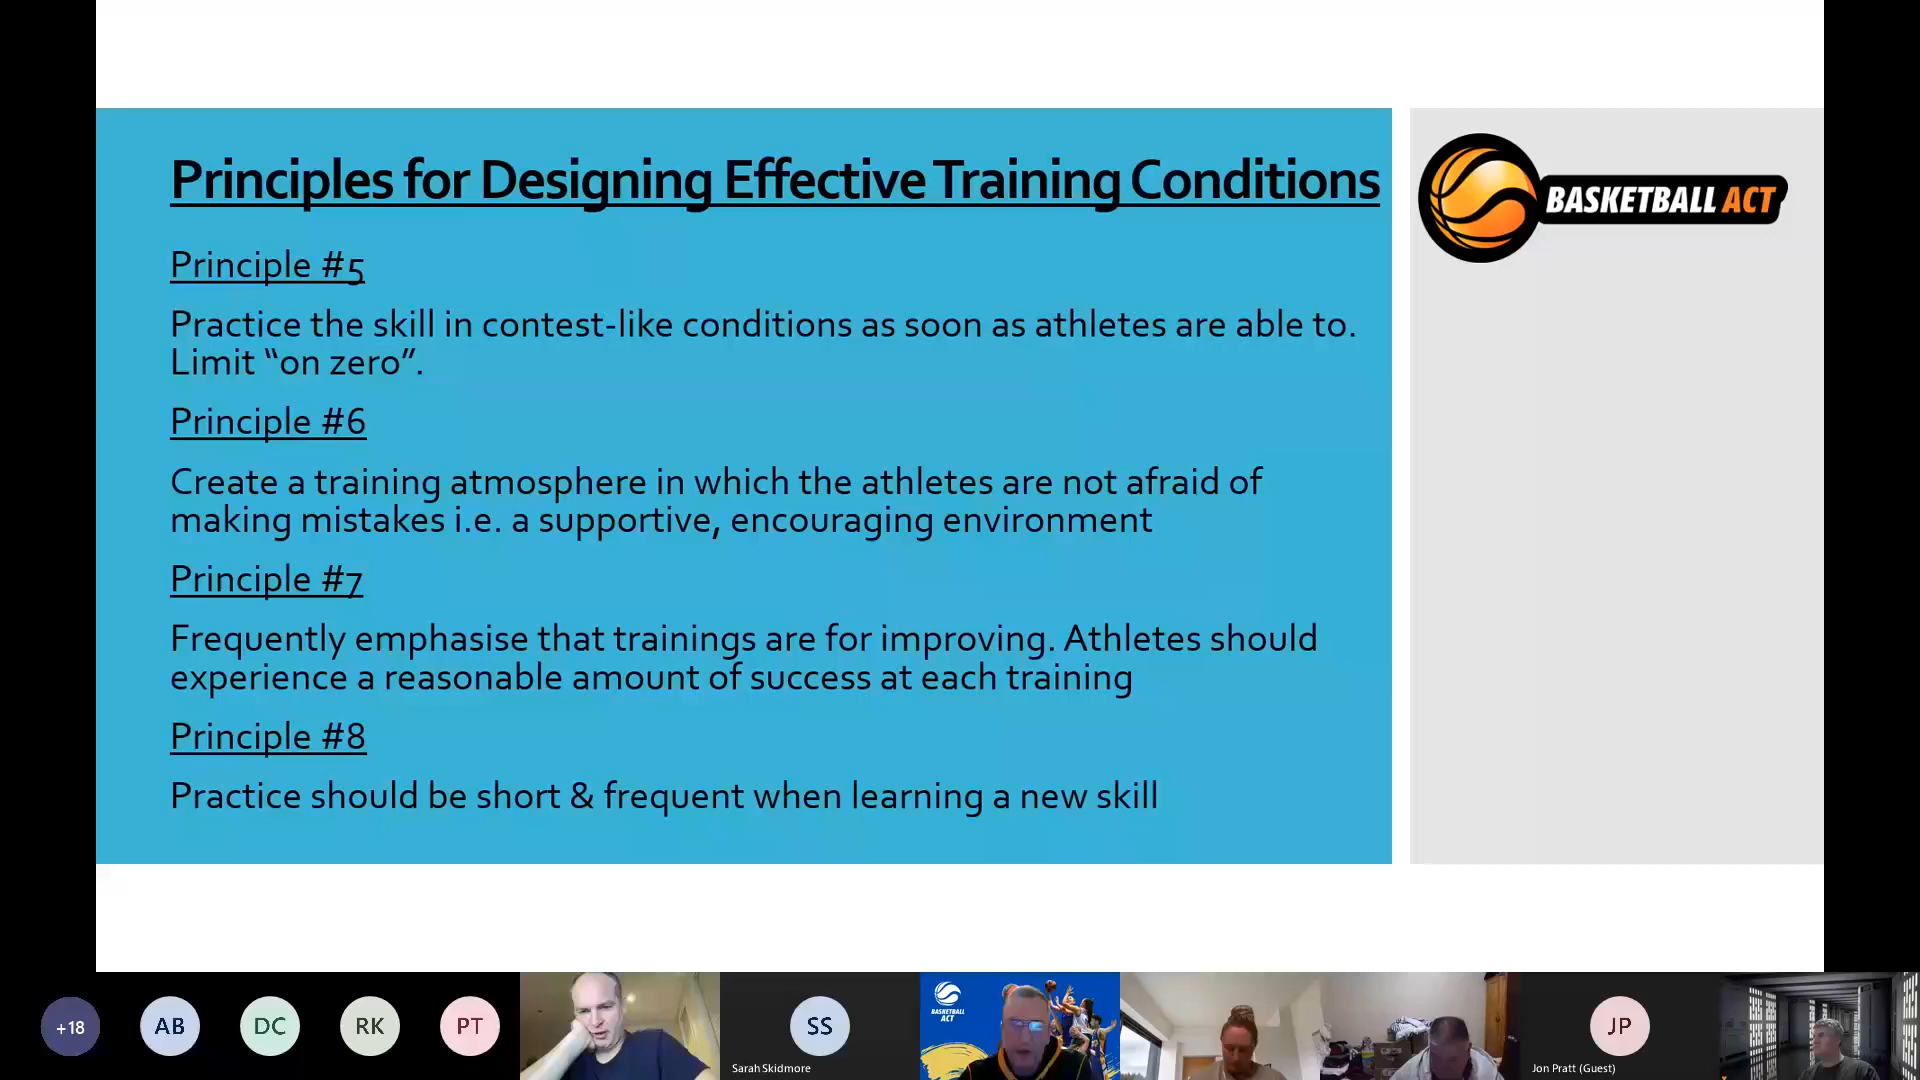 Principles for Designing Effective Training Conditions
BASKETBALL ACT
Principle #5
Practice the skill in contest-like conditions as soon as athletes are able to.
Limit “on zero”.
Principle #6
Create a training atmosphere in which the athletes are not afraid of
making mistakes i.e. a supportive, encouraging environment
Principle #7
Frequently emphasise that trainings are for improving. Athletes should
experience a reasonable amount of success at each training
Principle #8
Practice should be short & frequent when learning a new skill
+18
AB
DC
RK
PT
SS
Sarah Skidmore
BASKETBALL
ACT
JP
Jon Pratt (Guest)